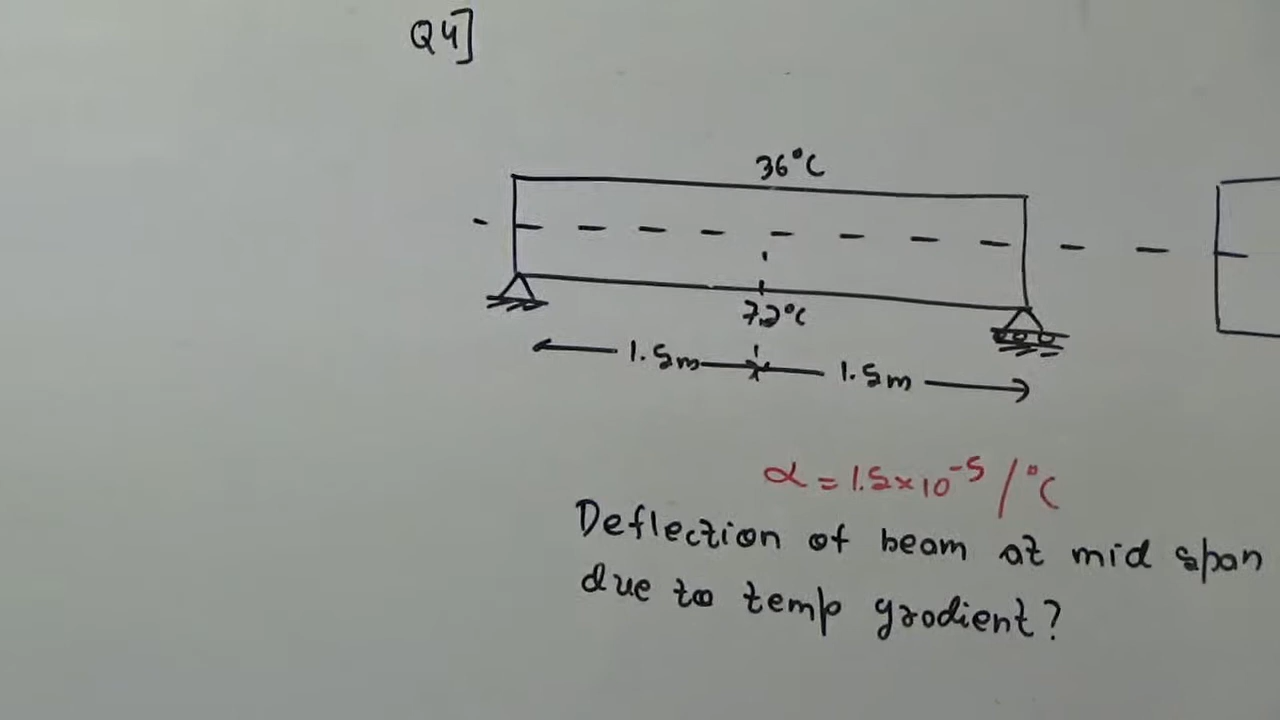 Q4]
36°C
72°C
1.5m
1.5m
α = 1.5×10⁻⁵ /°C
Deflection of beam at mid span
due to temp gradient?